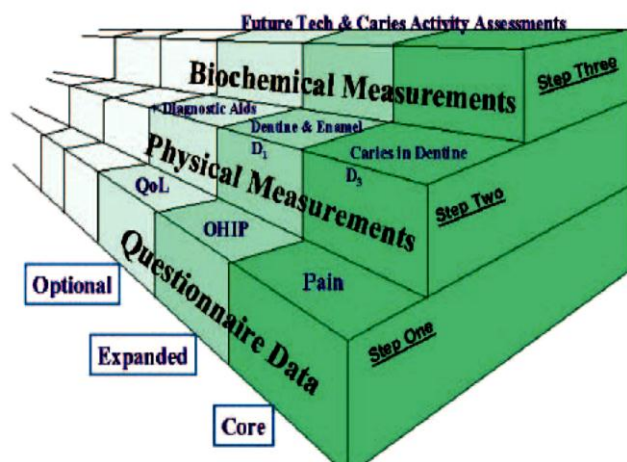 Future Tech & Caries Activity Assessments
Biochemical Measurements
Step Three
+ Diagnostic Aids
Dentine & Enamel
D1
Caries in Dentine
D3
Physical Measurements
Step Two
QoL
OHIP
Pain
Questionnaire Data
Step One
Optional
Expanded
Core